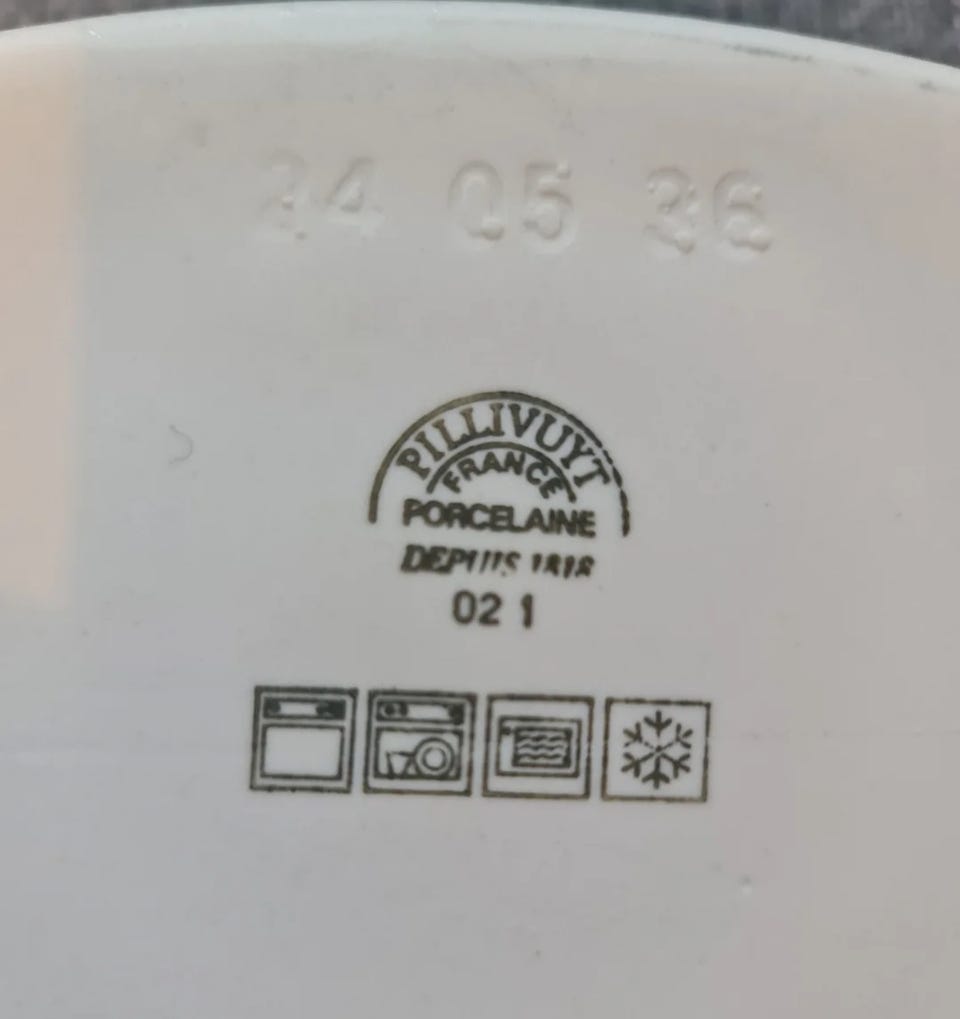 24 05 36
PILLIVUYT
FRANCE
PORCELAINE
DEPUIS 1818
02 1